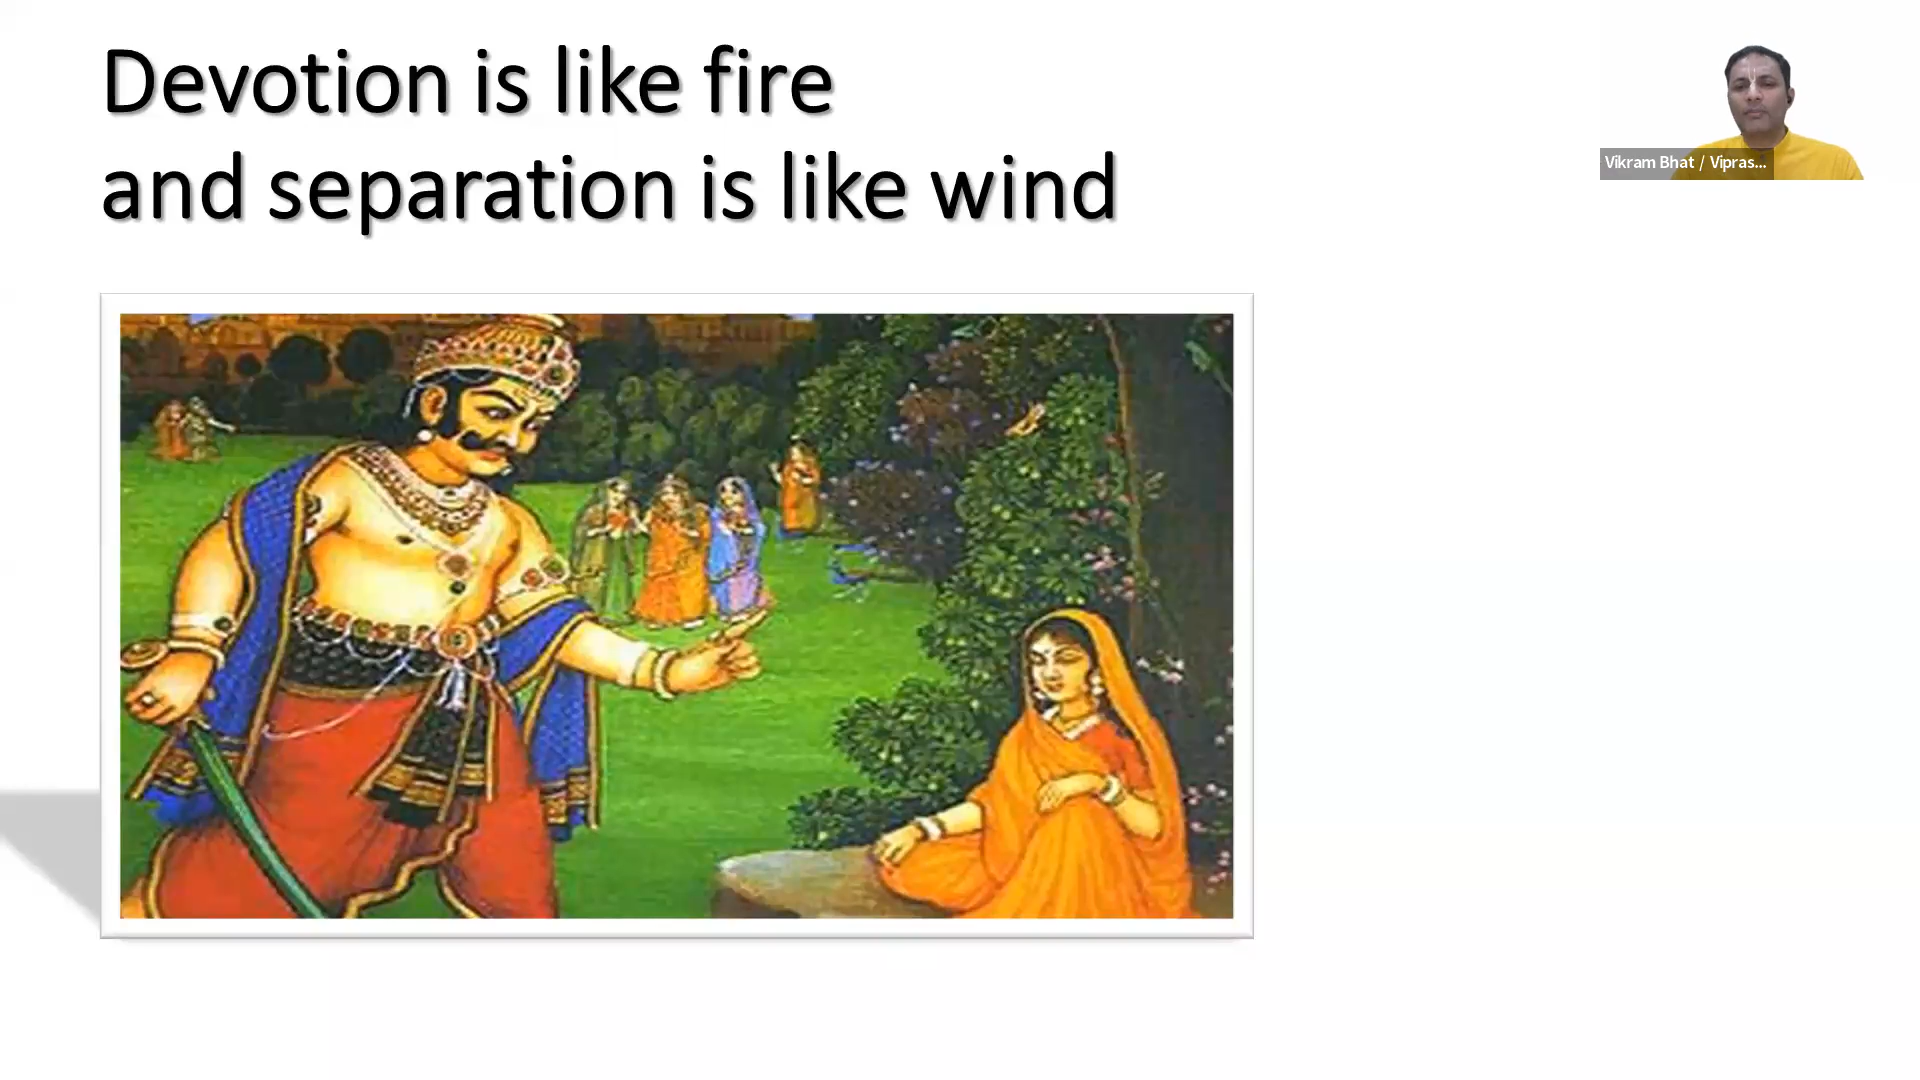 Devotion is like fire
and separation is like wind
Vikram Bhat / Vipras...